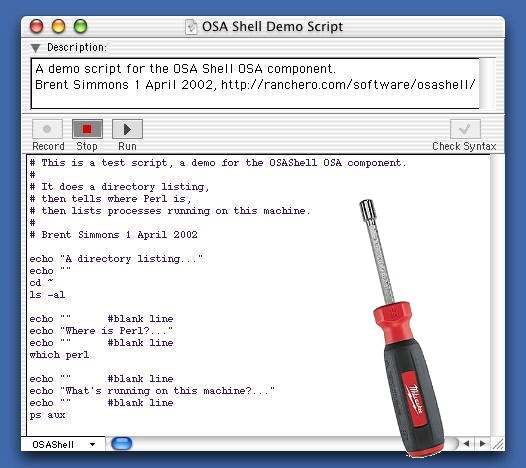 OSA Shell Demo Script
Description:
A demo script for the OSA Shell OSA component.
Brent Simmons 1 April 2002, http://ranchero.com/software/osashell/
Record Stop Run Check Syntax
# This is a test script, a demo for the OSAShell OSA component.
#
# It does a directory listing,
# then tells where Perl is,
# then lists processes running on this machine.
#
# Brent Simmons 1 April 2002
echo "A directory listing..."
echo ""
cd ~
ls -al
echo "" #blank line
echo "Where is Perl?..."
echo "" #blank line
which perl
echo "" #blank line
echo "What's running on this machine?..."
echo "" #blank line
ps aux
OSAShell
Milwaukee